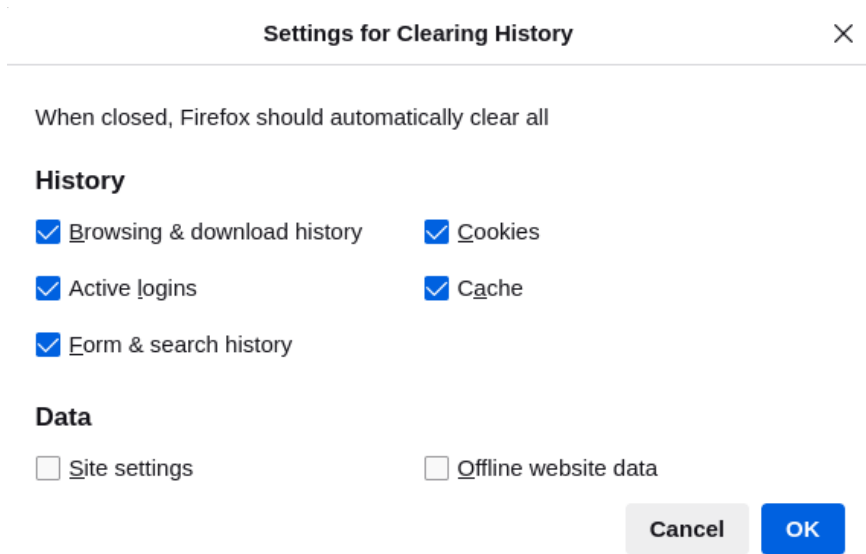 Settings for Clearing History
When closed, Firefox should automatically clear all
History
Browsing & download history
Cookies
Active logins
Cache
Form & search history
Data
Site settings
Offline website data
Cancel
OK